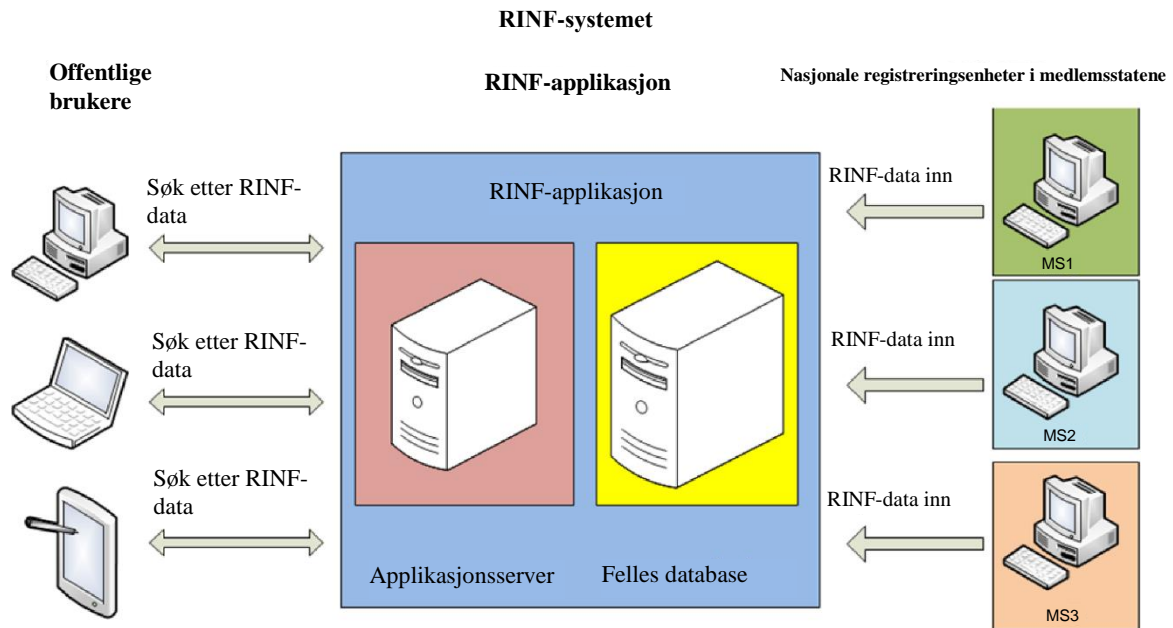 RINF-systemet
Offentlige
brukere
RINF-applikasjon
Nasjonale registreringsenheter i medlemsstatene
Søk etter RINF-
data
Søk etter RINF-
data
Søk etter RINF-
data
RINF-applikasjon
Applikasjonsserver
Felles database
RINF-data inn
RINF-data inn
RINF-data inn
MS1
MS2
MS3